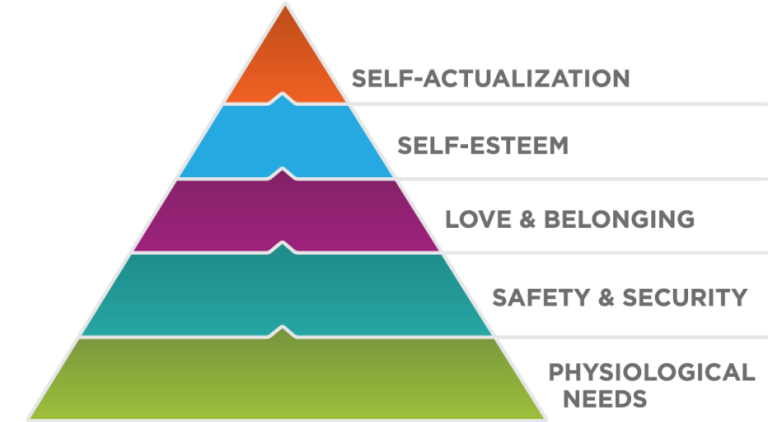 SELF-ACTUALIZATION
SELF-ESTEEM
LOVE & BELONGING
SAFETY & SECURITY
PHYSIOLOGICAL
NEEDS